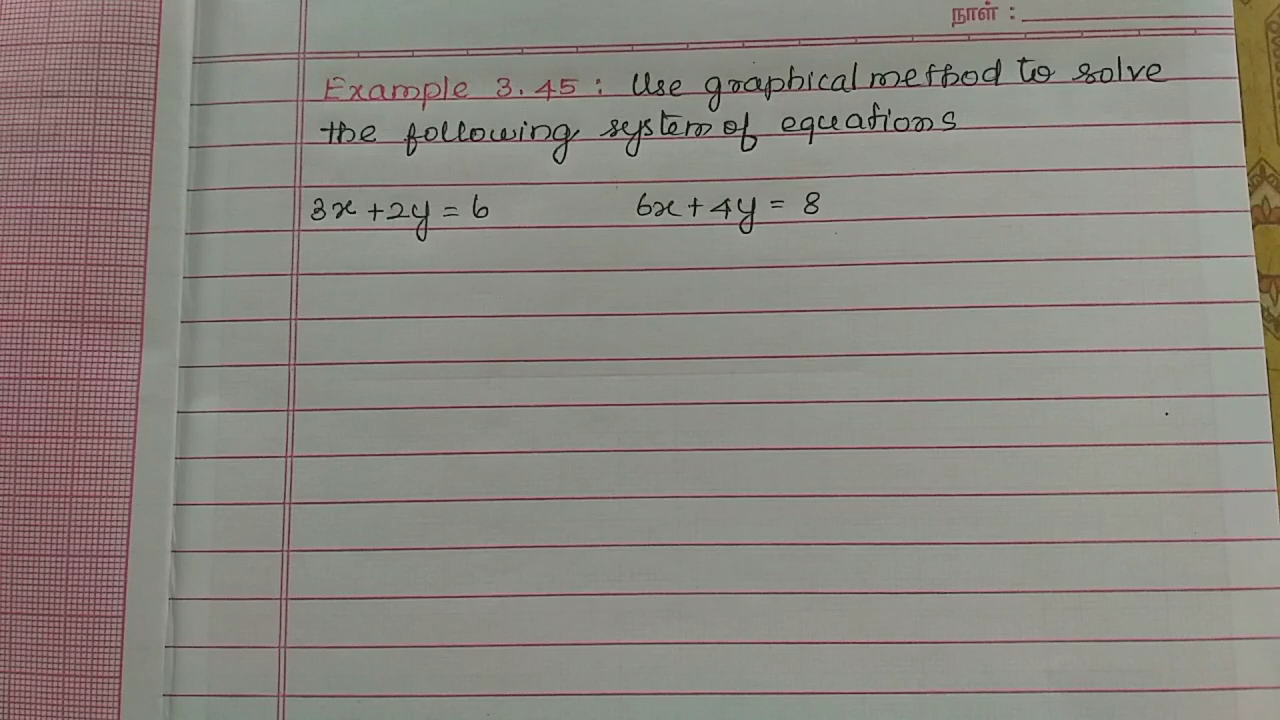 நாள் :
Example 3.45 : Use graphical method to solve
the following system of equations
3x + 2y = 6 6x + 4y = 8